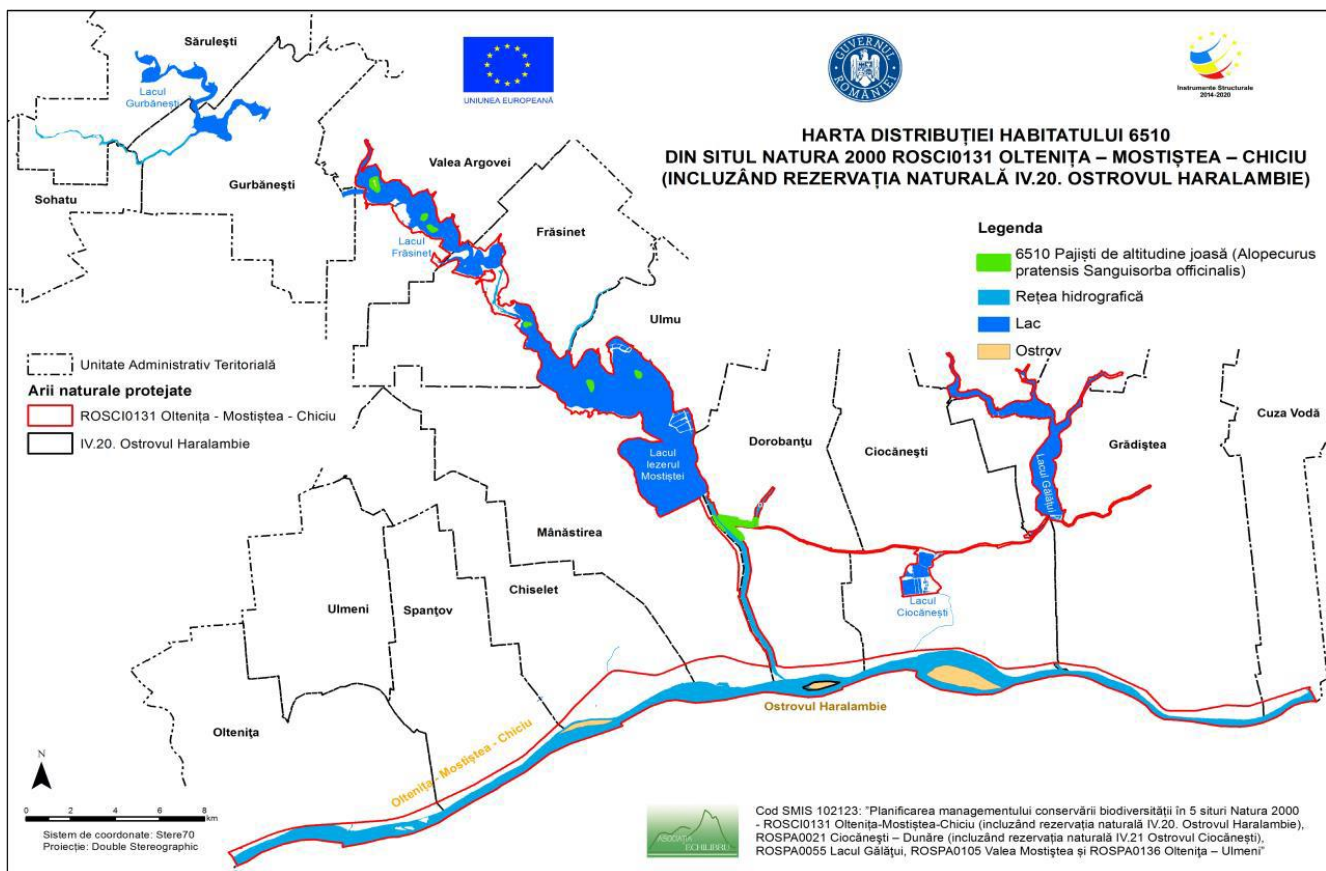 Sărulești
Lacul
Gurbănești
UNIUNEA EUROPEANĂ
GUVERNUL ROMÂNIEI
Instrumente Structurale
2014-2020
HARTA DISTRIBUȚIEI HABITATULUI 6510
DIN SITUL NATURA 2000 ROSCI0131 OLTENIȚA – MOSTIȘTEA – CHICIU
(INCLUZÂND REZERVAȚIA NATURALĂ IV.20. OSTROVUL HARALAMBIE)
Valea Argovei
Gurbănești
Sohatu
Lacul
Frăsinet
Frăsinet
Ulmu
Legenda
6510 Pajiști de altitudine joasă (Alopecurus
pratensis Sanguisorba officinalis)
Rețea hidrografică
Lac
Ostrov
Unitate Administrativ Teritorială
Arii naturale protejate
ROSCI0131 Oltenița - Mostiștea - Chiciu
IV.20. Ostrovul Haralambie
Lacul
Iezerul
Mostiștei
Dorobanțu
Ciocănești
Grădiștea
Cuza Vodă
Lacul Gălățui
Mânăstirea
Chiselet
Ulmeni
Spanțov
Lacul
Ciocănești
Oltenița
Ostrovul Haralambie
Oltenița - Mostiștea - Chiciu
N
0 2 4 6 8
km
Sistem de coordonate: Stere70
Proiecție: Double Stereographic
ASOCIAȚIA
ECHILIBRU
Cod SMIS 102123: "Planificarea managementului conservării biodiversității în 5 situri Natura 2000
- ROSCI0131 Oltenița-Mostiștea-Chiciu (incluzând rezervația naturală IV.20. Ostrovul Haralambie),
ROSPA0021 Ciocănești – Dunăre (incluzând rezervația naturală IV.21 Ostrovul Ciocănești),
ROSPA0055 Lacul Gălățui, ROSPA0105 Valea Mostiștea și ROSPA0136 Oltenița – Ulmeni"